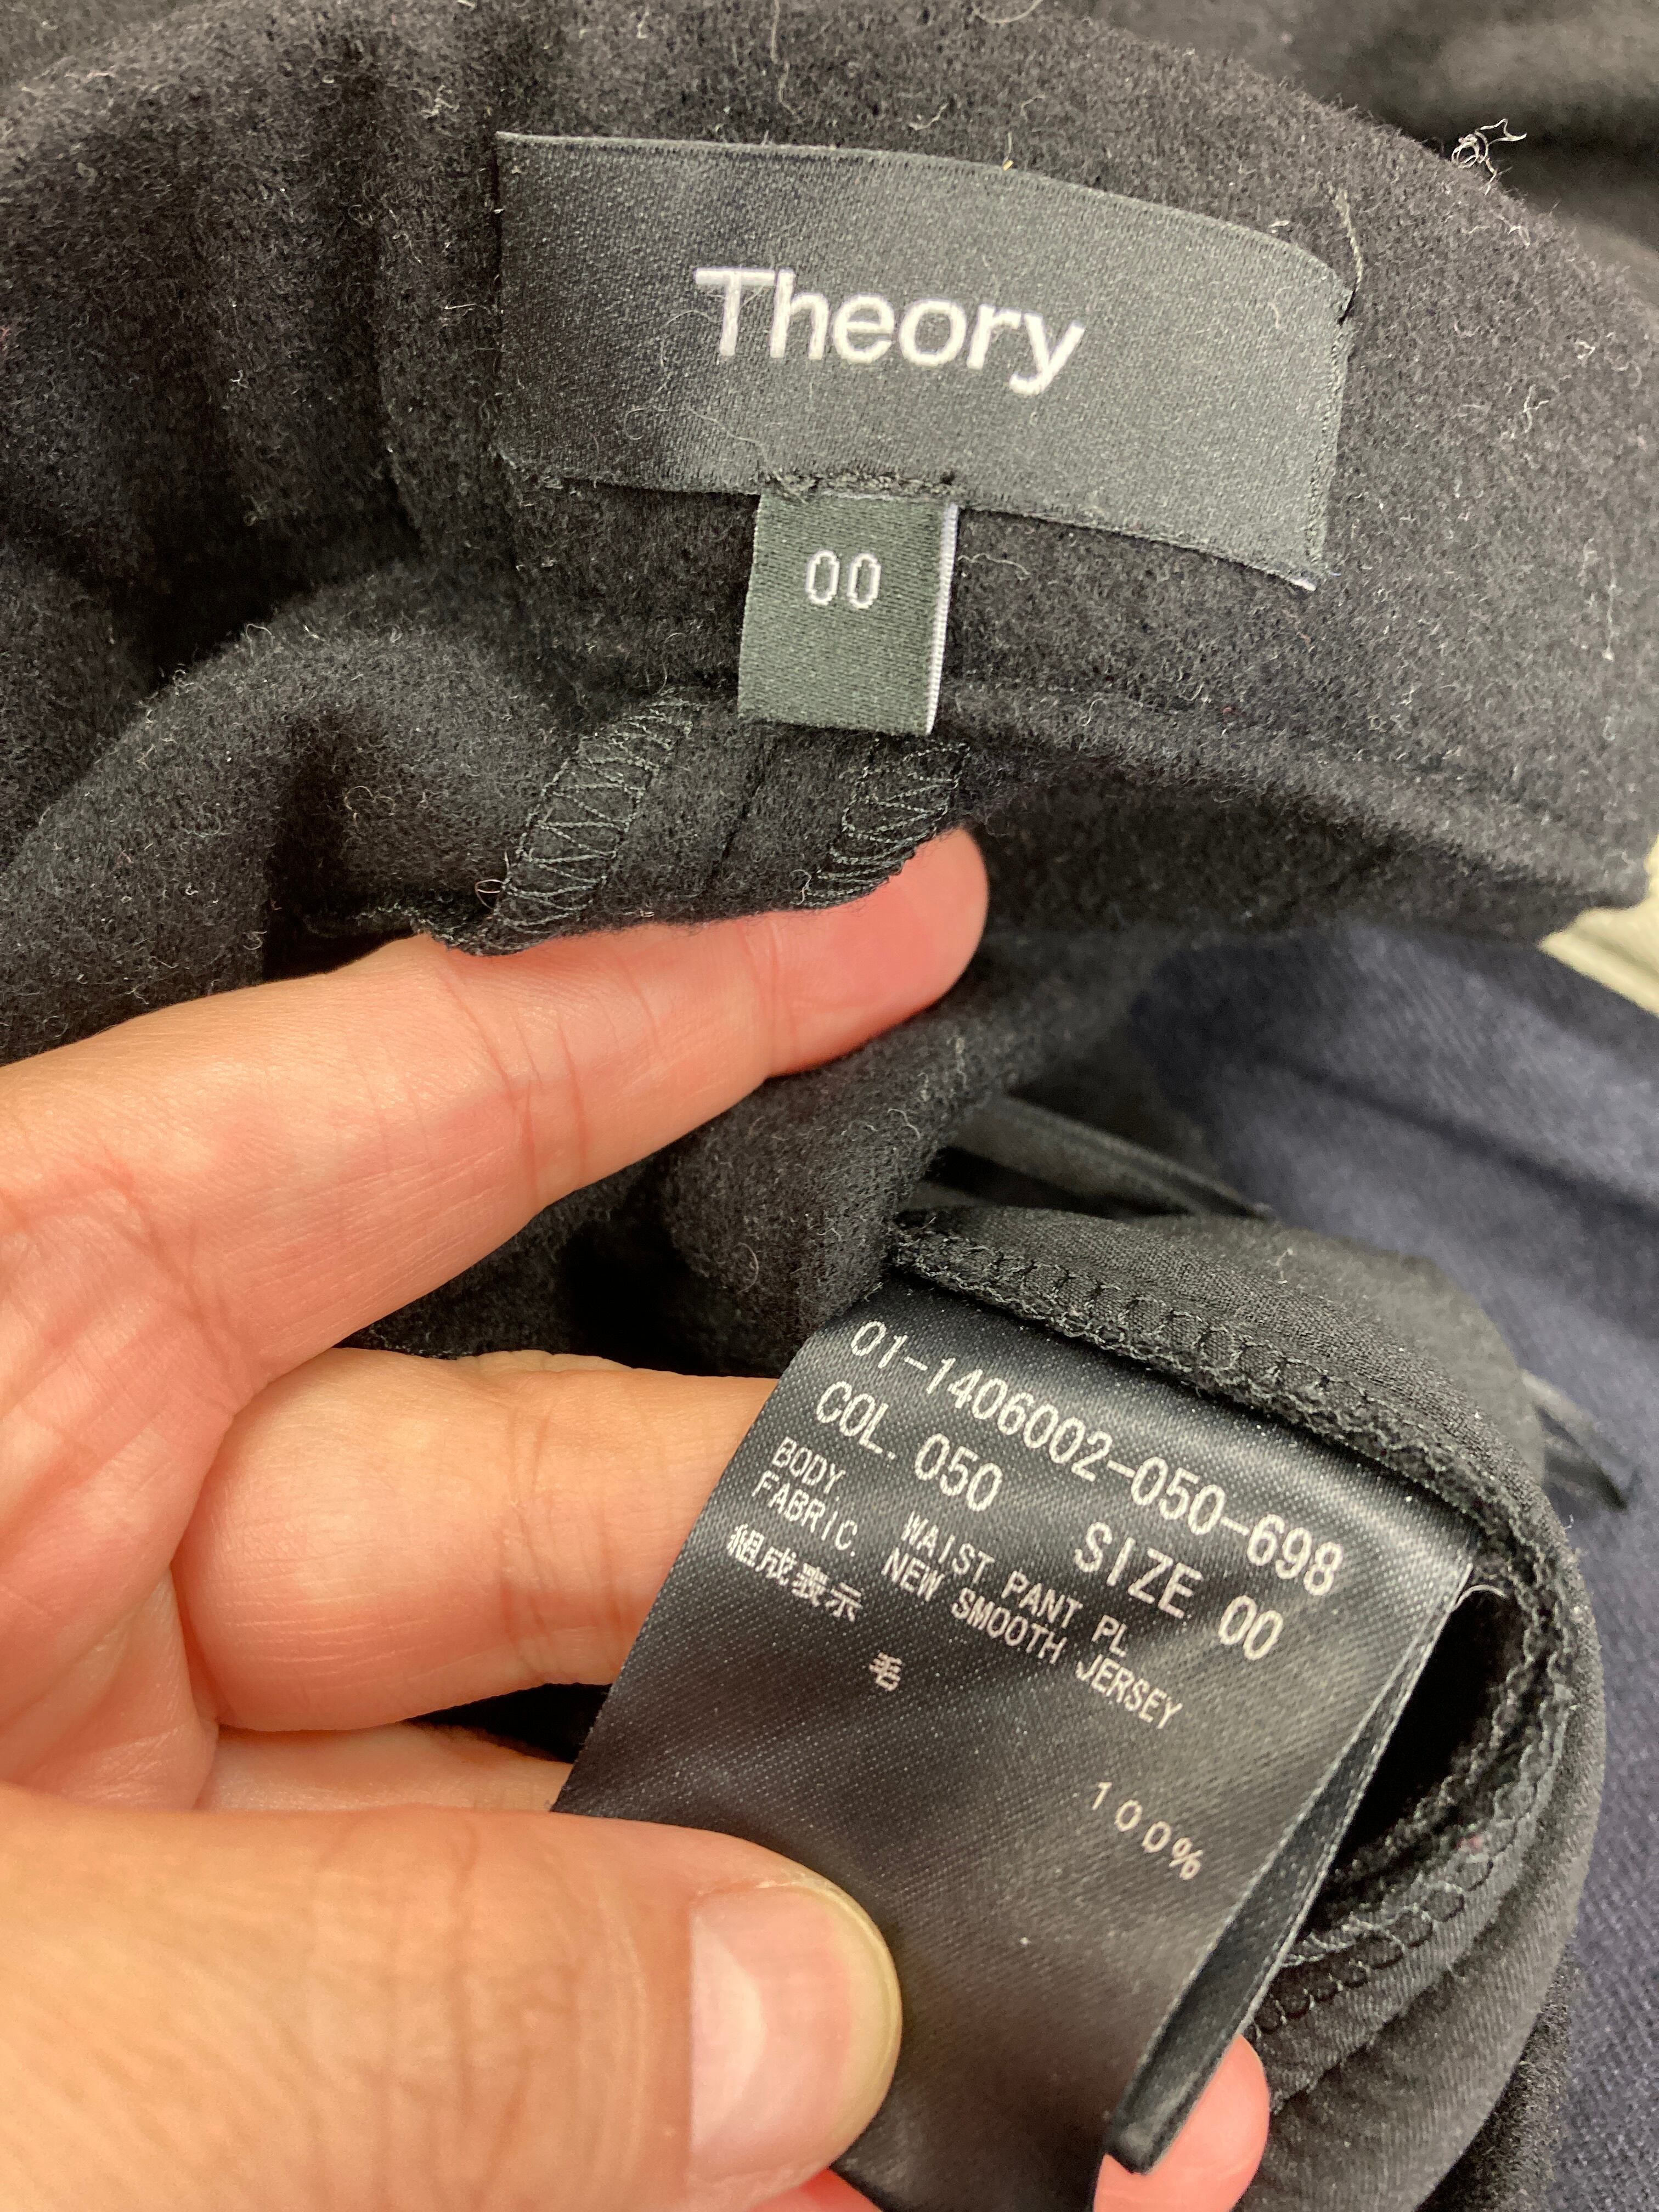 Theory
00
01-1406002-050-698
COL. 050 SIZE 00
BODY WAIST PANT PL
FABRIC. NEW SMOOTH JERSEY
組成表示
毛 100%